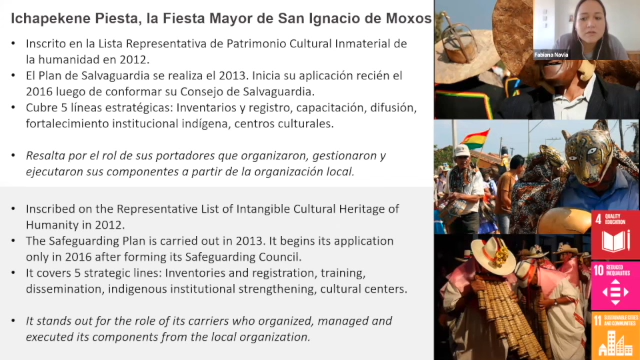 Ichapekene Piesta, la Fiesta Mayor de San Ignacio de Moxos
Fabiana Navia
• Inscrito en la Lista Representativa de Patrimonio Cultural Inmaterial de
la humanidad en 2012.
• El Plan de Salvaguardia se realiza el 2013. Inicia su aplicación recién el
2016 luego de conformar su Consejo de Salvaguardia.
• Cubre 5 líneas estratégicas: Inventarios y registro, capacitación, difusión,
fortalecimiento institucional indígena, centros culturales.
• Resalta por el rol de sus portadores que organizaron, gestionaron y
ejecutaron sus componentes a partir de la organización local.
• Inscribed on the Representative List of Intangible Cultural Heritage of
Humanity in 2012.
• The Safeguarding Plan is carried out in 2013. It begins its application
only in 2016 after forming its Safeguarding Council.
• It covers 5 strategic lines: Inventories and registration, training,
dissemination, indigenous institutional strengthening, cultural centers.
• It stands out for the role of its carriers who organized, managed and
executed its components from the local organization.
4 QUALITY
EDUCATION
10 REDUCED
INEQUALITIES
11 SUSTAINABLE CITIES
AND COMMUNITIES